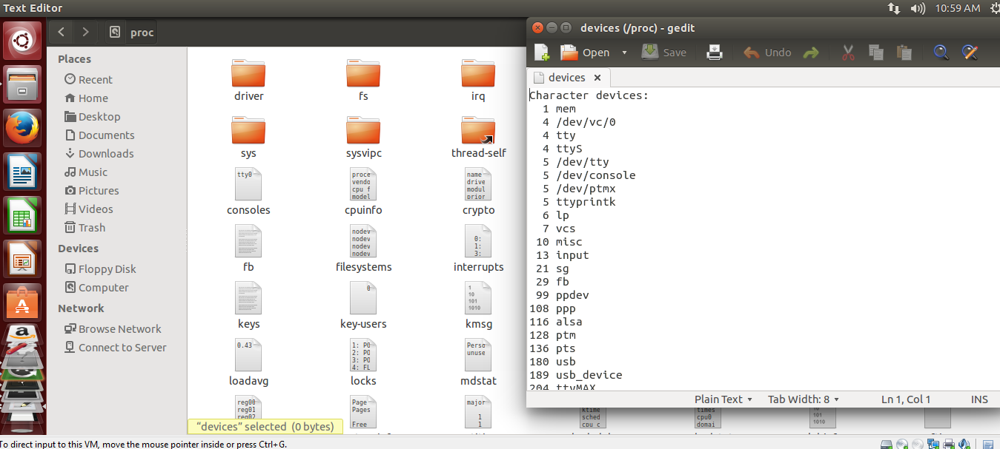 Text Editor
10:59 AM
proc
Places
Recent
Home
Desktop
Documents
Downloads
Music
Pictures
Videos
Trash
Devices
Floppy Disk
Computer
Network
Browse Network
Connect to Server
driver
fs
irq
sys
sysvipc
thread-self
tty0
proce
vendo
cpu f
model
name
drive
modul
prior
consoles
cpuinfo
crypto
nodev
nodev
nodev
nodev
0:
1:
3:
fb
filesystems
interrupts
0
1
10
101
1010
keys
key-users
kmsg
0.43
1: PO
2: PO
3: PO
4: FL
Perso
unuse
loadavg
locks
mdstat
reg00
reg01
reg02
Page
Pages
Free
major
1
1
"devices" selected (0 bytes)
devices (/proc) - gedit
Open
Save
Undo
devices
Character devices:
1 mem
4 /dev/vc/0
4 tty
4 ttyS
5 /dev/tty
5 /dev/console
5 /dev/ptmx
5 ttyprintk
6 lp
7 vcs
10 misc
13 input
21 sg
29 fb
99 ppdev
108 ppp
116 alsa
128 ptm
136 pts
180 usb
189 usb_device
204 ttyMAX
Plain Text
Tab Width: 8
Ln 1, Col 1
INS
ktime
sched
cpu c
times
cpu0
domai
10
101
1010
To direct input to this VM, move the mouse pointer inside or press Ctrl+G.